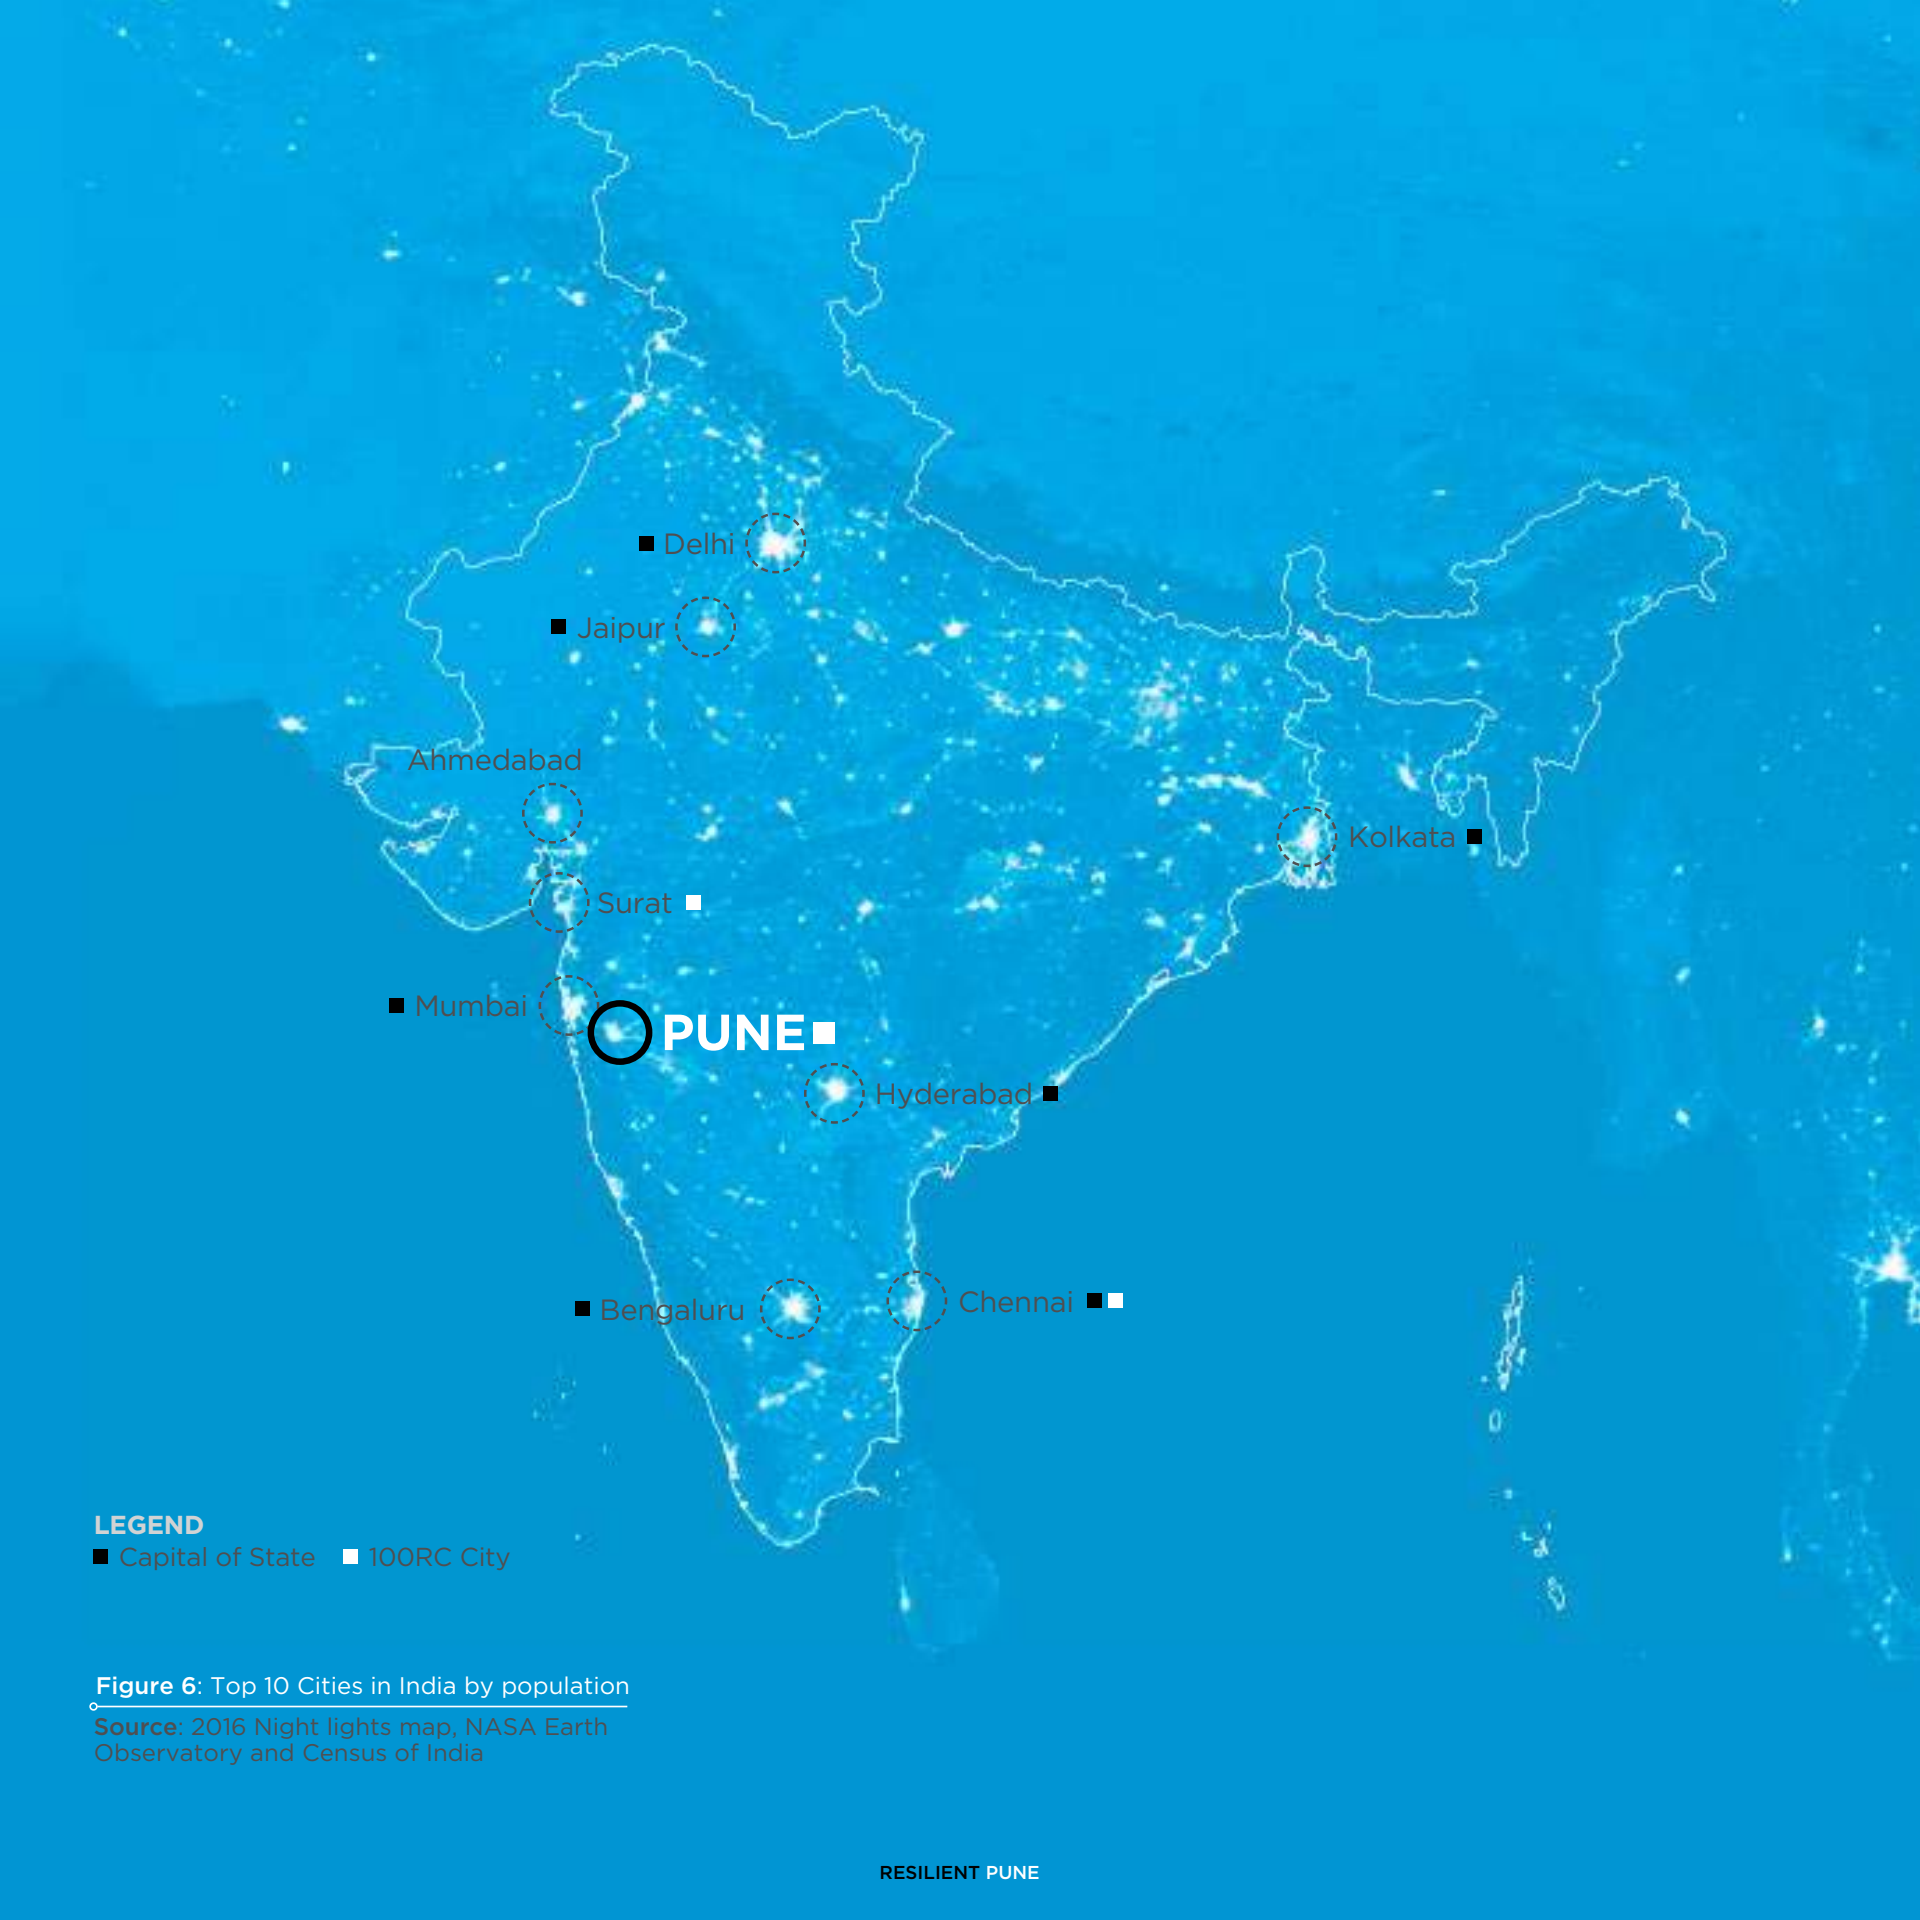 Delhi
Jaipur
Ahmedabad
Kolkata
Surat
Mumbai
PUNE
Hyderabad
Bengaluru
Chennai
LEGEND
Capital of State 100RC City
Figure 6: Top 10 Cities in India by population
Source: 2016 Night lights map, NASA Earth
Observatory and Census of India
RESILIENT PUNE